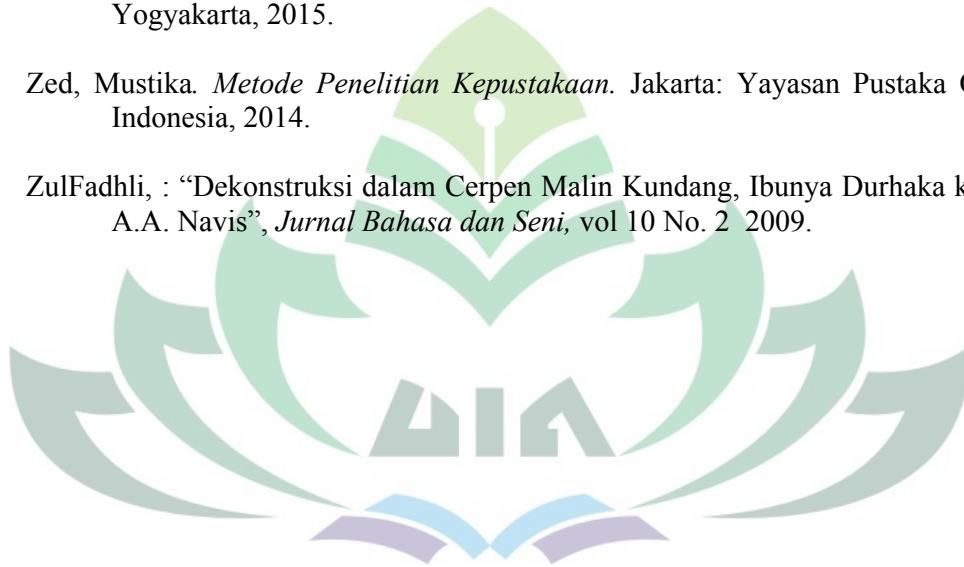 Yogyakarta, 2015.
Zed, Mustika. Metode Penelitian Kepustakaan. Jakarta: Yayasan Pustaka
Indonesia, 2014.
ZulFadhli, : “Dekonstruksi dalam Cerpen Malin Kundang, Ibunya Durhaka
A.A. Navis”, Jurnal Bahasa dan Seni, vol 10 No. 2 2009.
UIN